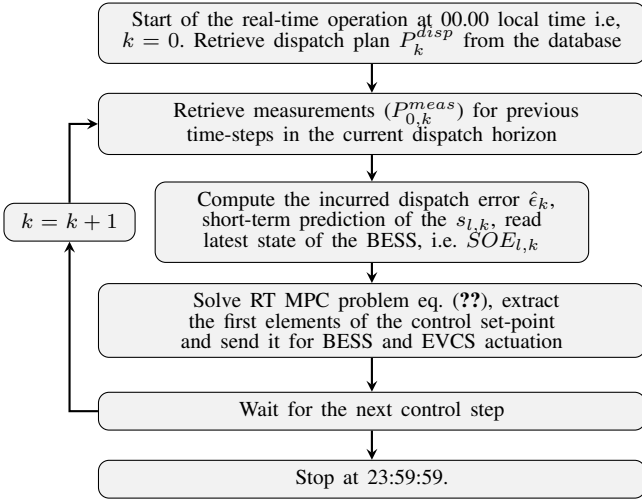 Start of the real-time operation at 00.00 local time i.e,
$k = 0$. Retrieve dispatch plan $P_k^{disp}$ from the database
Retrieve measurements ($P_{0,k}^{meas}$) for previous
time-steps in the current dispatch horizon
Compute the incurred dispatch error $\hat{\epsilon}_k$,
short-term prediction of the $s_{l,k}$, read
latest state of the BESS, i.e. $SOE_{l,k}$
$k = k + 1$
Solve RT MPC problem eq. (??), extract
the first elements of the control set-point
and send it for BESS and EVCS actuation
Wait for the next control step
Stop at 23:59:59.